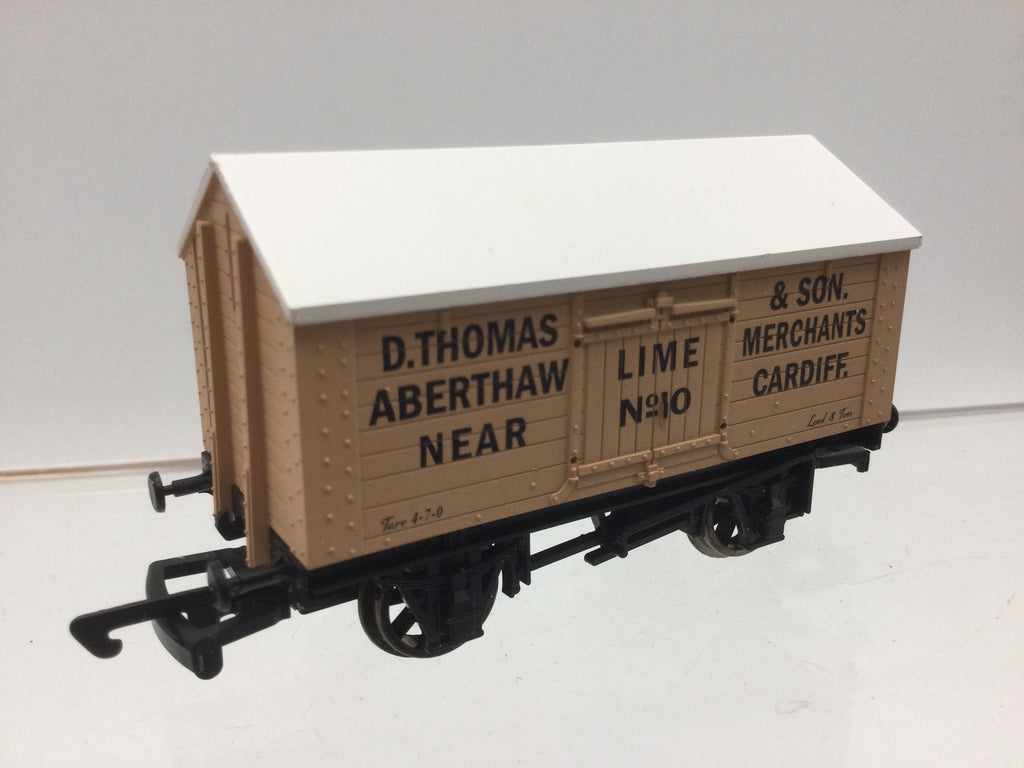 D.THOMAS
ABERTHAW
NEAR
Tare 4-7-0
LIME
Nº10
& SON.
MERCHANTS
CARDIFF.
Load 8 Tons